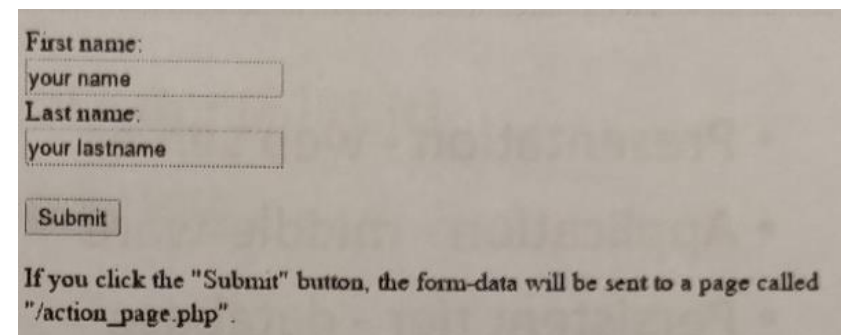 First name:
your name
Last name:
your lastname
Submit
If you click the "Submit" button, the form-data will be sent to a page called
"/action_page.php".